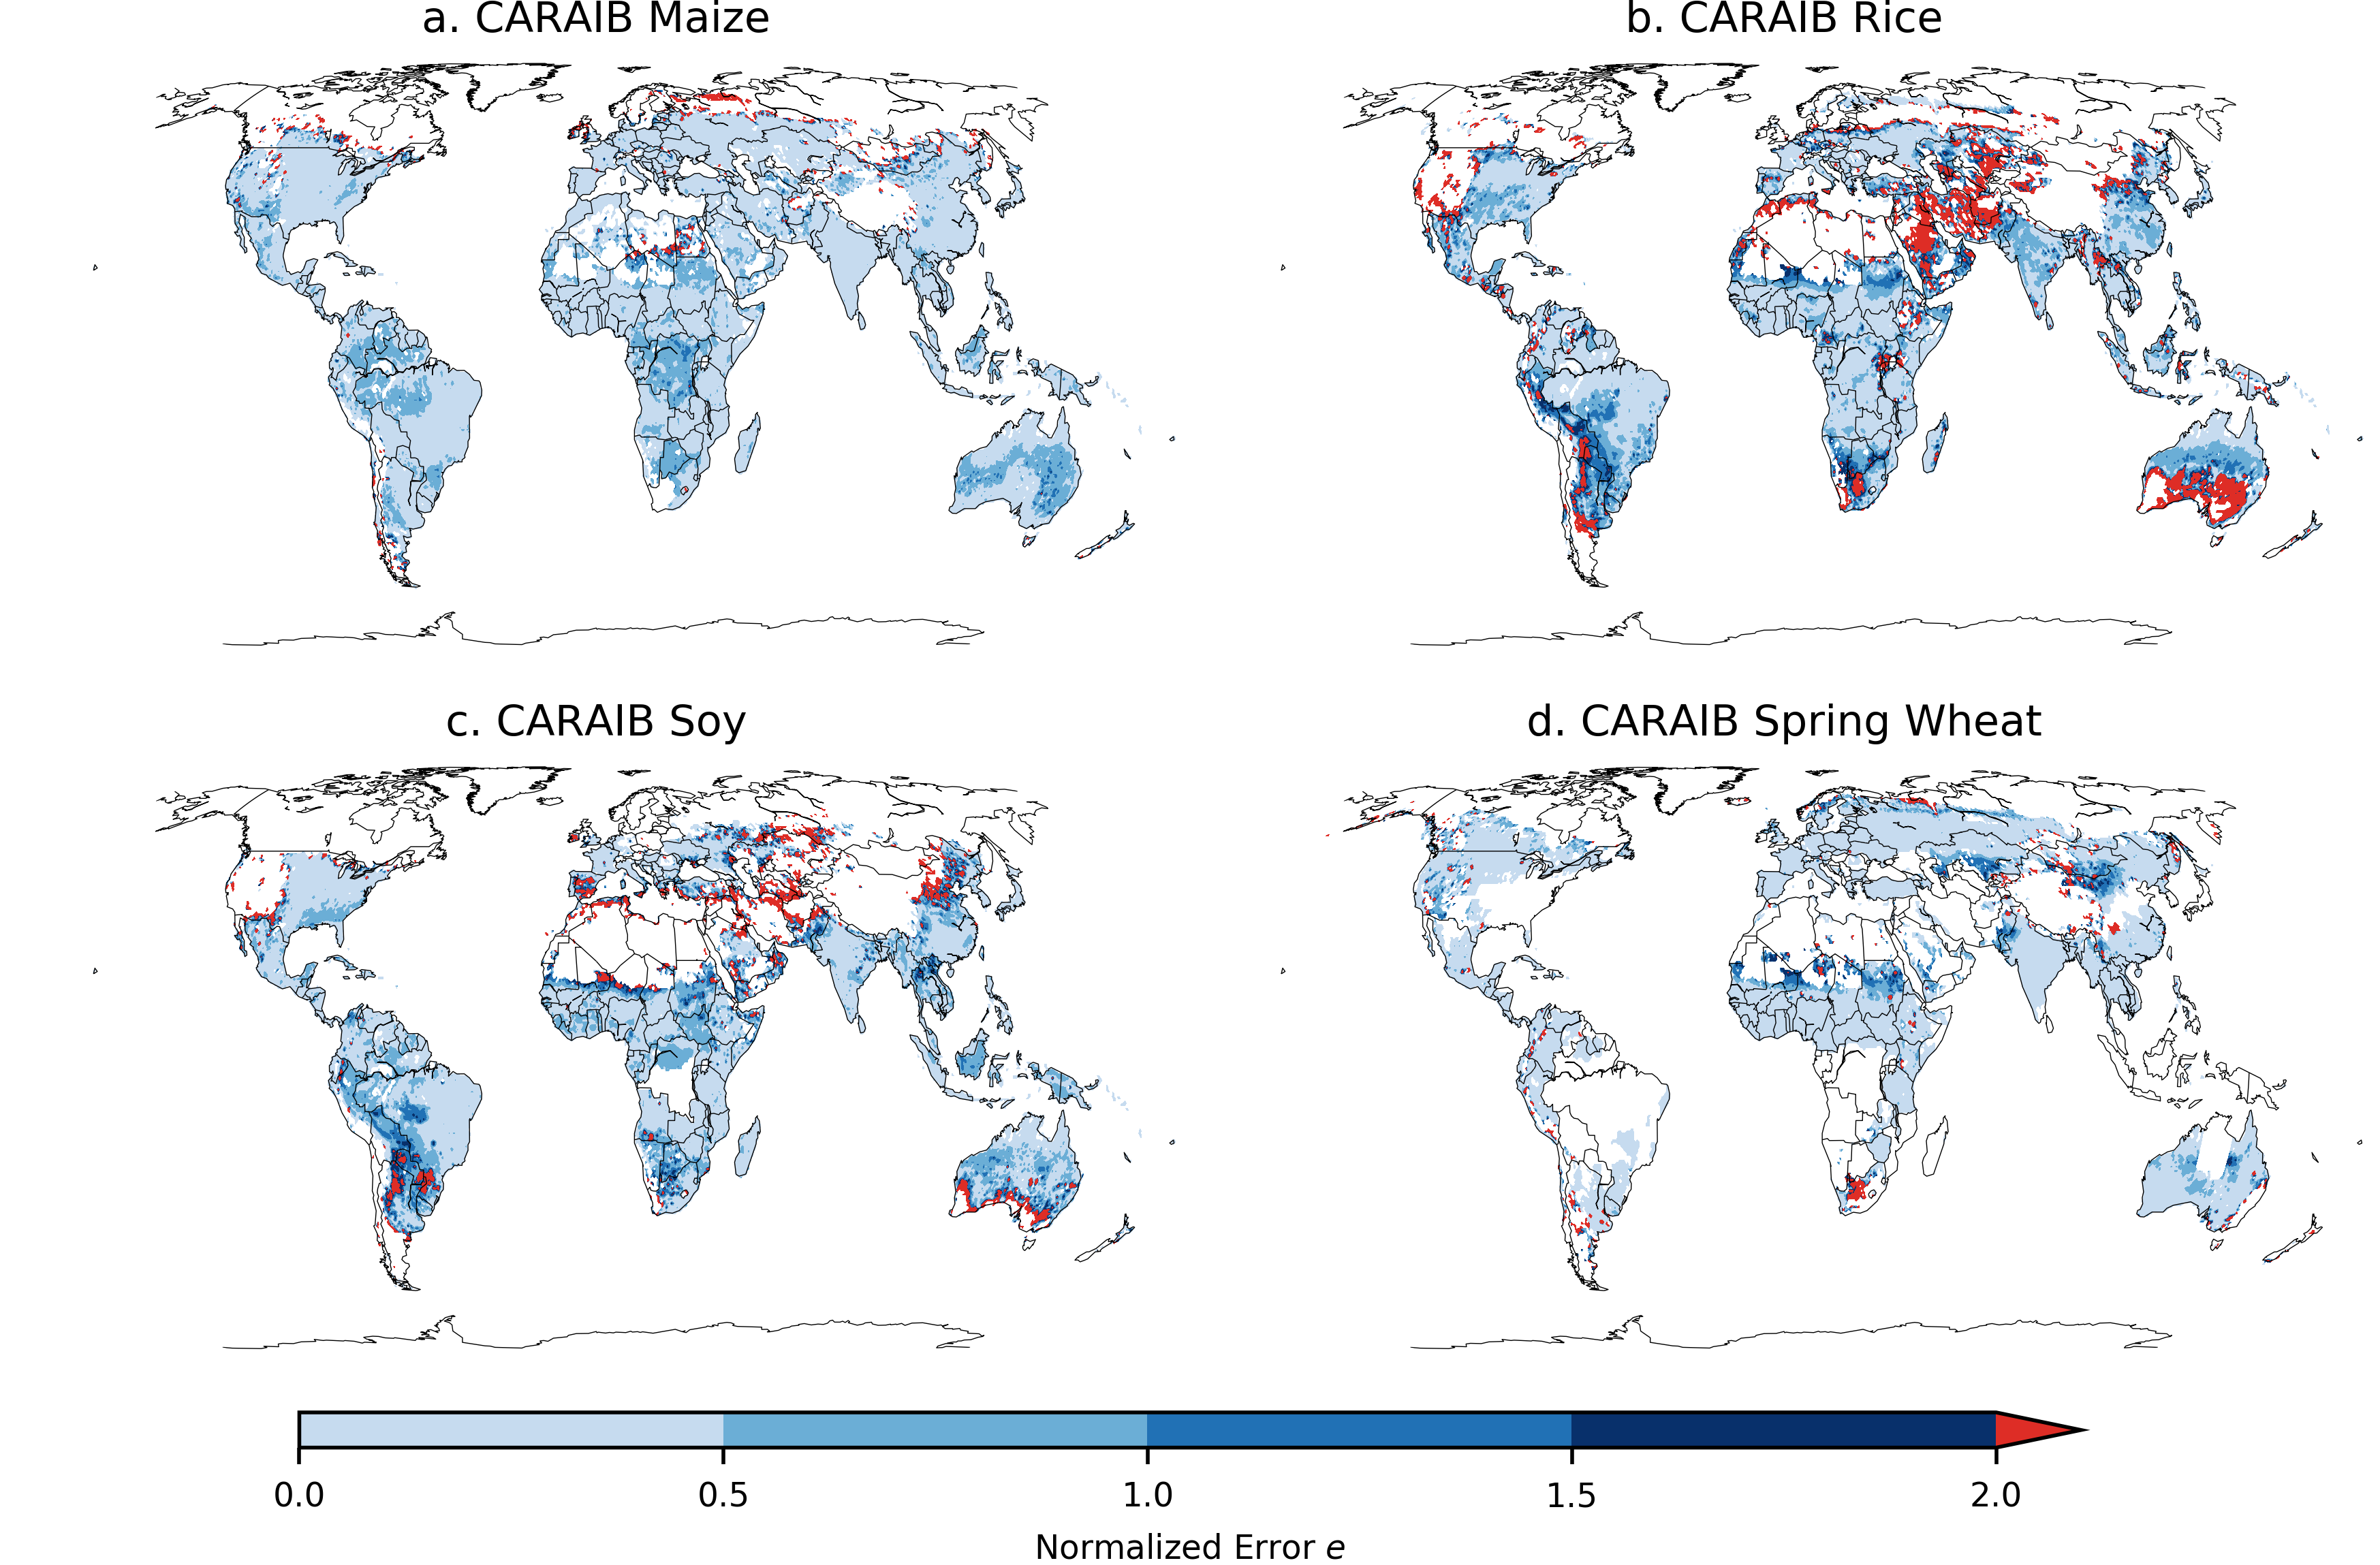 a. CARAIB Maize
b. CARAIB Rice
c. CARAIB Soy
d. CARAIB Spring Wheat
0.0 0.5 1.0 1.5 2.0
Normalized Error e